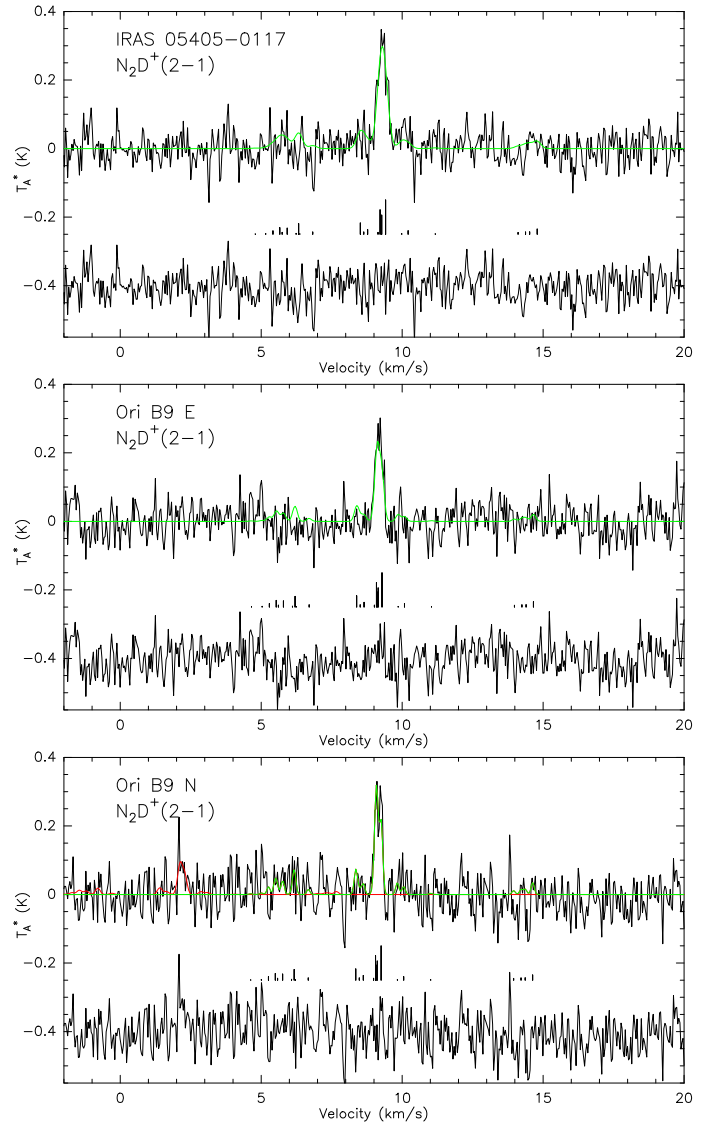 0.4
IRAS 05405−0117
N₂D⁺(2−1)
0.2
0
T_A* (K)
−0.2
−0.4
0 5 10 15 20
Velocity (km/s)
0.4
Ori B9 E
N₂D⁺(2−1)
0.2
0
T_A* (K)
−0.2
−0.4
0 5 10 15 20
Velocity (km/s)
0.4
Ori B9 N
N₂D⁺(2−1)
0.2
0
T_A* (K)
−0.2
−0.4
0 5 10 15 20
Velocity (km/s)